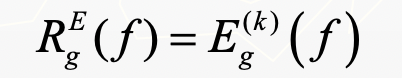 R_g^E(f) = E_g^{(k)}(f)